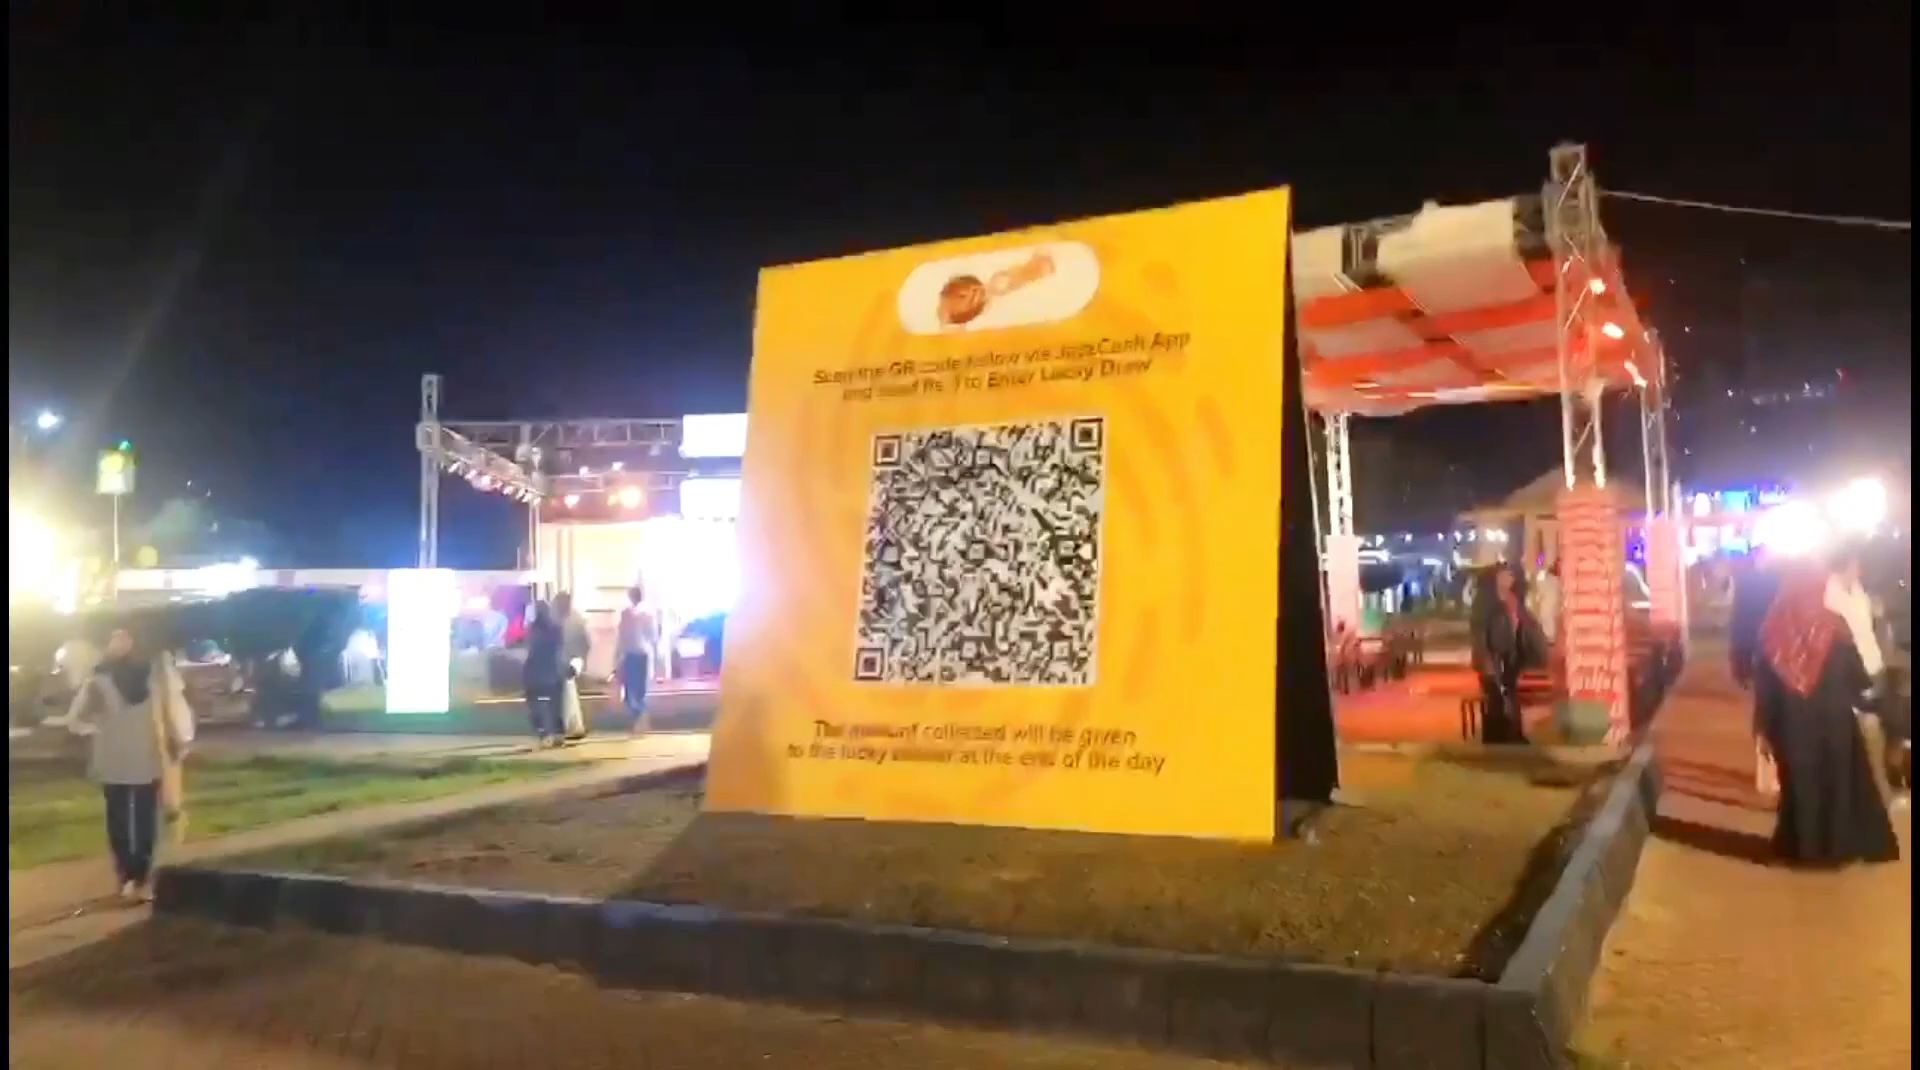 Cash
Scan the QR code below via JazzCash App
and send Rs. 1 to Enter Lucky Draw
The amount collected will be given
to the lucky winner at the end of the day